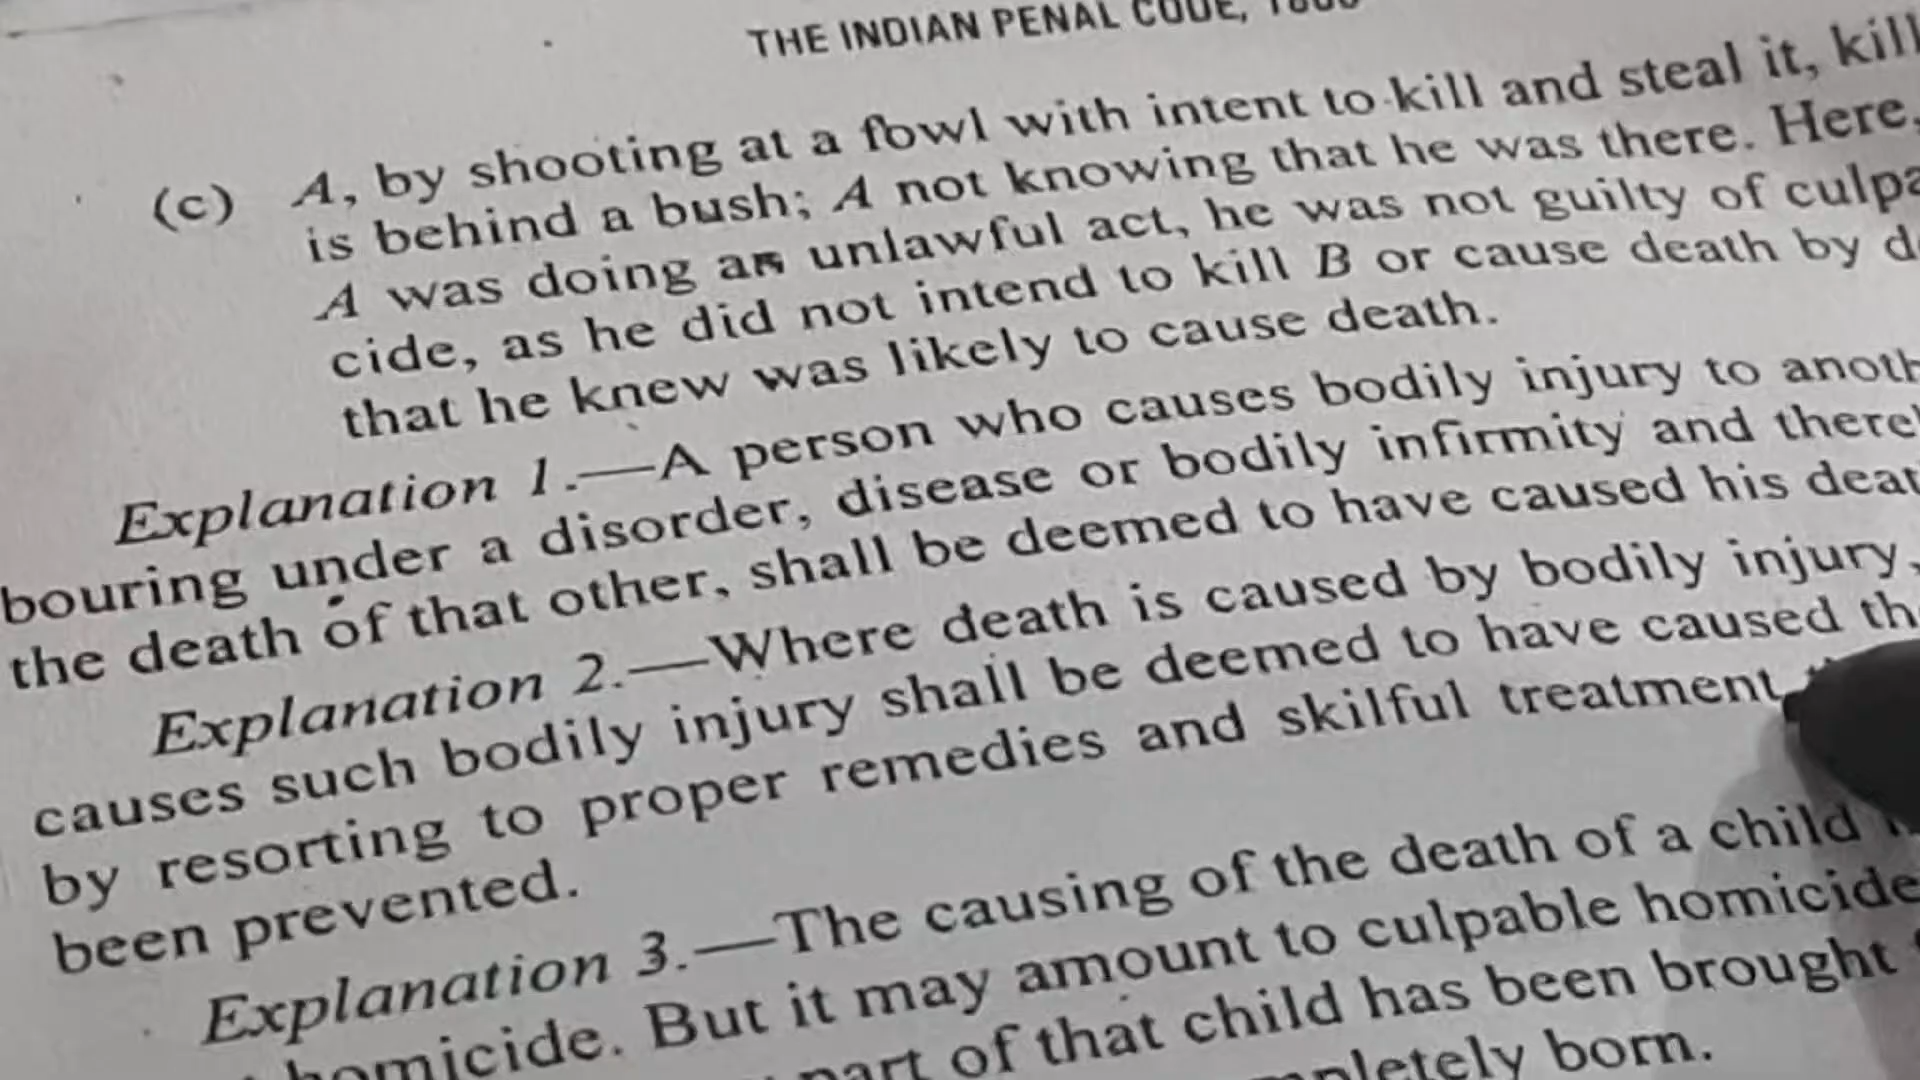 THE INDIAN PENAL CODE,
(c) A, by shooting at a fowl with intent to kill and steal it, kill
is behind a bush; A not knowing that he was there. Here,
A was doing an unlawful act, he was not guilty of culpa
cide, as he did not intend to kill B or cause death by d
that he knew was likely to cause death.
Explanation 1.—A person who causes bodily injury to anoth
bouring under a disorder, disease or bodily infirmity and there
the death of that other, shall be deemed to have caused his deat
Explanation 2.—Where death is caused by bodily injury,
causes such bodily injury shall be deemed to have caused th
by resorting to proper remedies and skilful treatment
been prevented.
Explanation 3.—The causing of the death of a child
homicide. But it may amount to culpable homicide
part of that child has been brought
pletely born.